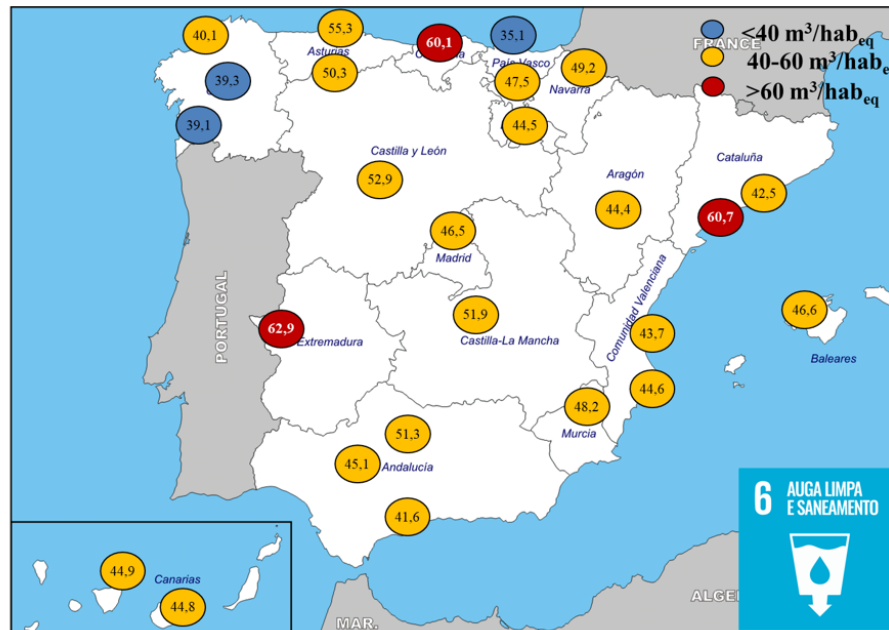 <40 m³/hab_eq
FRANCE
40-60 m³/hab_e
>60 m³/hab_eq
40,1
55,3
60,1
35,1
Asturias
País Vasco
50,3
47,5
49,2
Navarra
39,3
39,1
44,5
Castilla y León
52,9
Aragón
44,4
Cataluña
42,5
60,7
46,5
Madrid
PORTUGAL
62,9
Extremadura
51,9
Castilla-La Mancha
Comunidad Valenciana
43,7
46,6
Baleares
44,6
48,2
Murcia
51,3
45,1
Andalucía
41,6
44,9
Canarias
44,8
MAR.
6 AUGA LIMPA
E SANEAMENTO